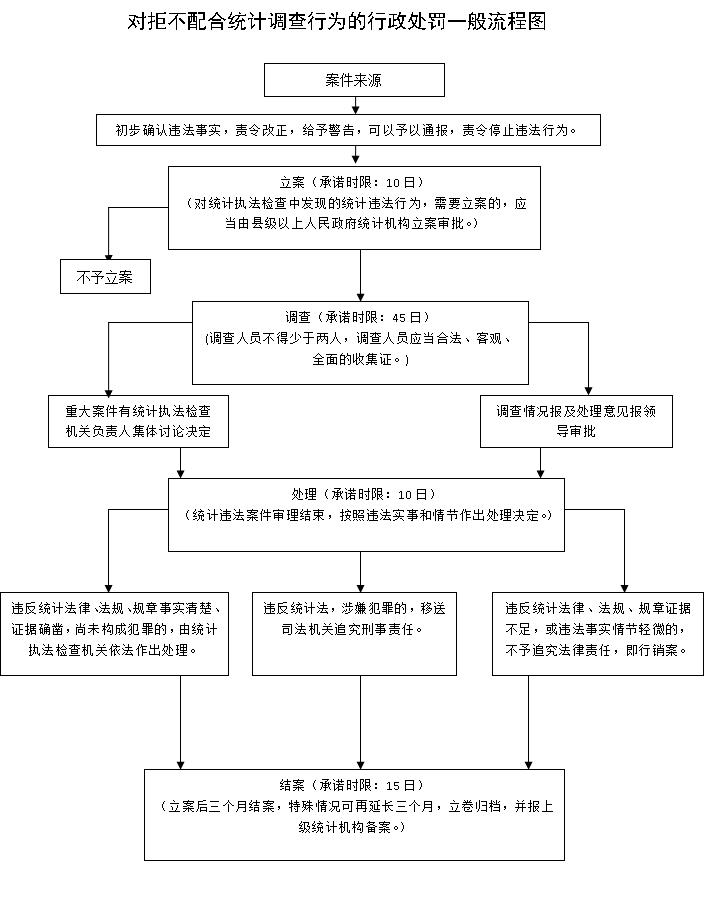 对拒不配合统计调查行为的行政处罚一般流程图
案件来源
初步确认违法事实，责令改正，给予警告，可以予以通报，责令停止违法行为。
立案（承诺时限：10 日）
（对统计执法检查中发现的统计违法行为，需要立案的，应
当由县级以上人民政府统计机构立案审批。）
不予立案
调查（承诺时限：45 日）
(调查人员不得少于两人，调查人员应当合法、客观、
全面的收集证。)
重大案件有统计执法检查
机关负责人集体讨论决定
调查情况报及处理意见报领
导审批
处理（承诺时限：10 日）
（统计违法案件审理结束，按照违法实事和情节作出处理决定。）
违反统计法律、法规、规章事实清楚、
证据确凿，尚未构成犯罪的，由统计
执法检查机关依法作出处理。
违反统计法，涉嫌犯罪的，移送
司法机关追究刑事责任。
违反统计法律、法规、规章证据
不足，或违法事实情节轻微的，
不予追究法律责任，即行销案。
结案（承诺时限：15 日）
（立案后三个月结案，特殊情况可再延长三个月，立卷归档，并报上
级统计机构备案。）